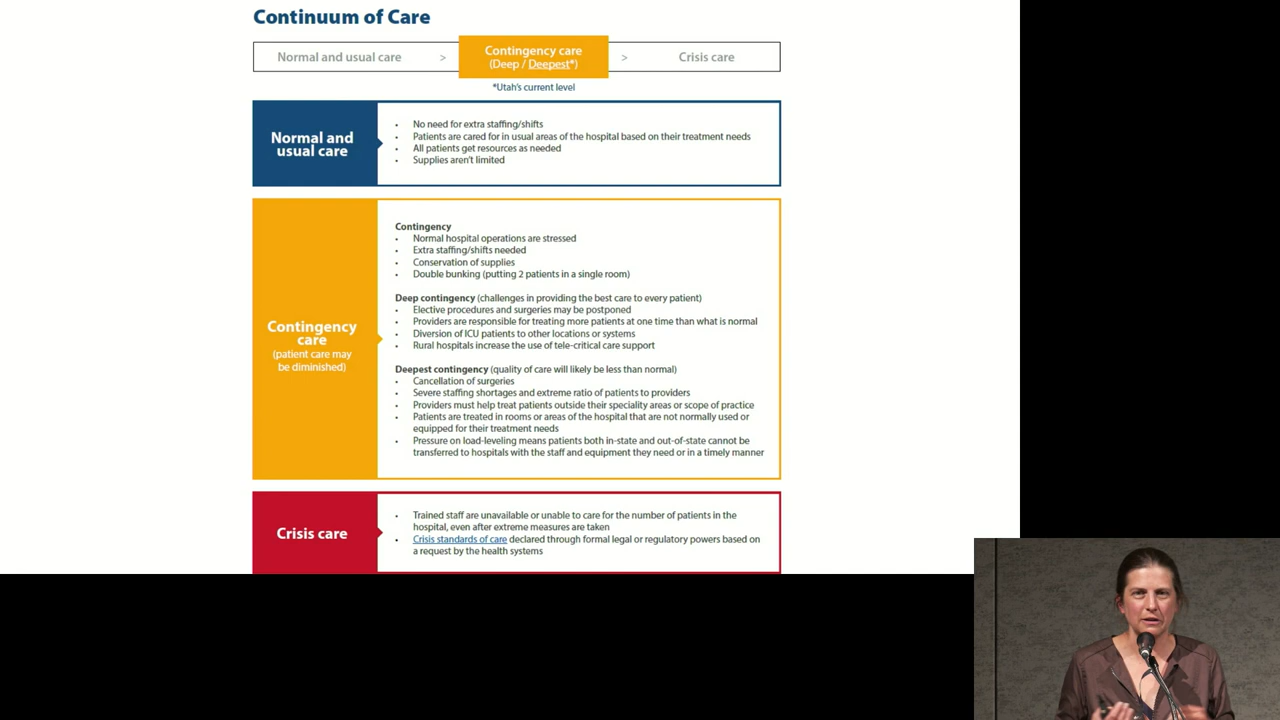 Continuum of Care
Normal and usual care > Contingency care > Crisis care
(Deep / Deepest*)
*Utah's current level
Normal and
usual care
• No need for extra staffing/shifts
• Patients are cared for in usual areas of the hospital based on their treatment needs
• All patients get resources as needed
• Supplies aren't limited
Contingency
care
(patient care may
be diminished)
Contingency
• Normal hospital operations are stressed
• Extra staffing/shifts needed
• Conservation of supplies
• Double bunking (putting 2 patients in a single room)
Deep contingency (challenges in providing the best care to every patient)
• Elective procedures and surgeries may be postponed
• Providers are responsible for treating more patients at one time than what is normal
• Diversion of ICU patients to other locations or systems
• Rural hospitals increase the use of tele-critical care support
Deepest contingency (quality of care will likely be less than normal)
• Cancellation of surgeries
• Severe staffing shortages and extreme ratio of patients to providers
• Providers must help treat patients outside their speciality areas or scope of practice
• Patients are treated in rooms or areas of the hospital that are not normally used or
equipped for their treatment needs
• Pressure on load-leveling means patients both in-state and out-of-state cannot be
transferred to hospitals with the staff and equipment they need or in a timely manner
Crisis care
• Trained staff are unavailable or unable to care for the number of patients in the
hospital, even after extreme measures are taken
• Crisis standards of care declared through formal legal or regulatory powers based on
a request by the health systems